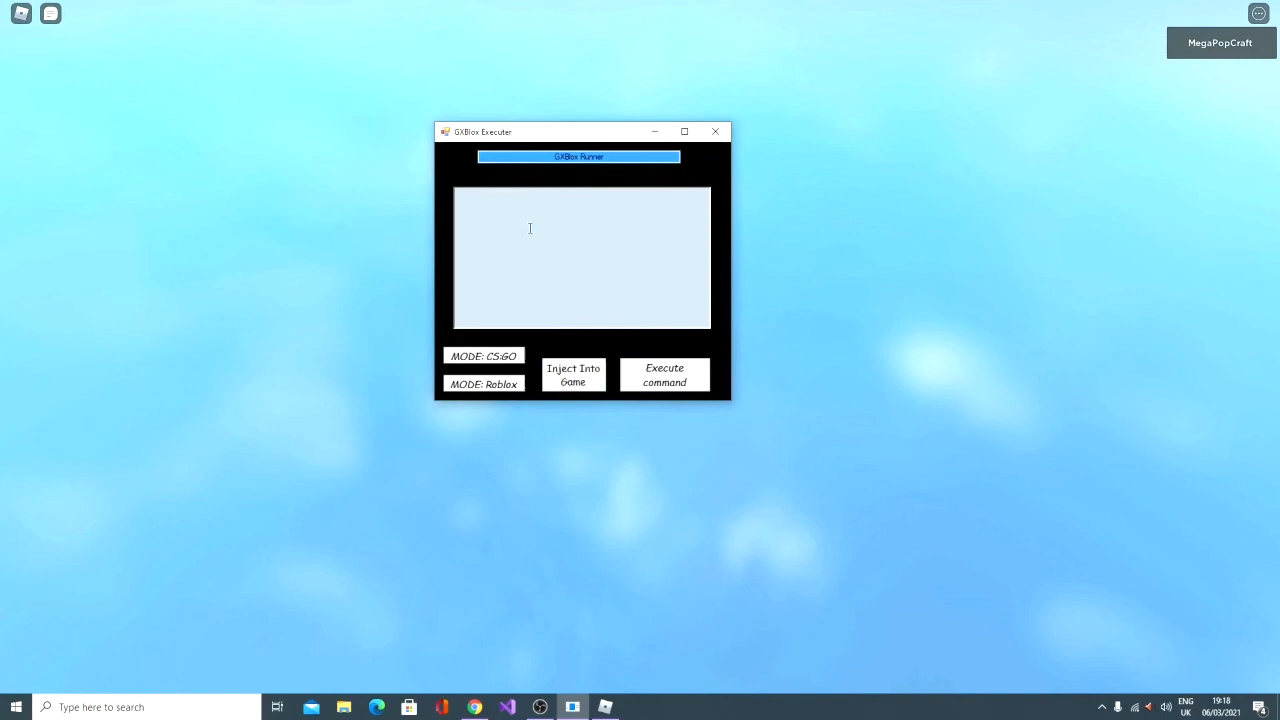 MegaPopCraft
GXBlox Executer
GXBlox Runner
MODE: CS:GO
MODE: Roblox
Inject Into
Game
Execute
command
Type here to search
ENG
UK
19:18
06/03/2021
4